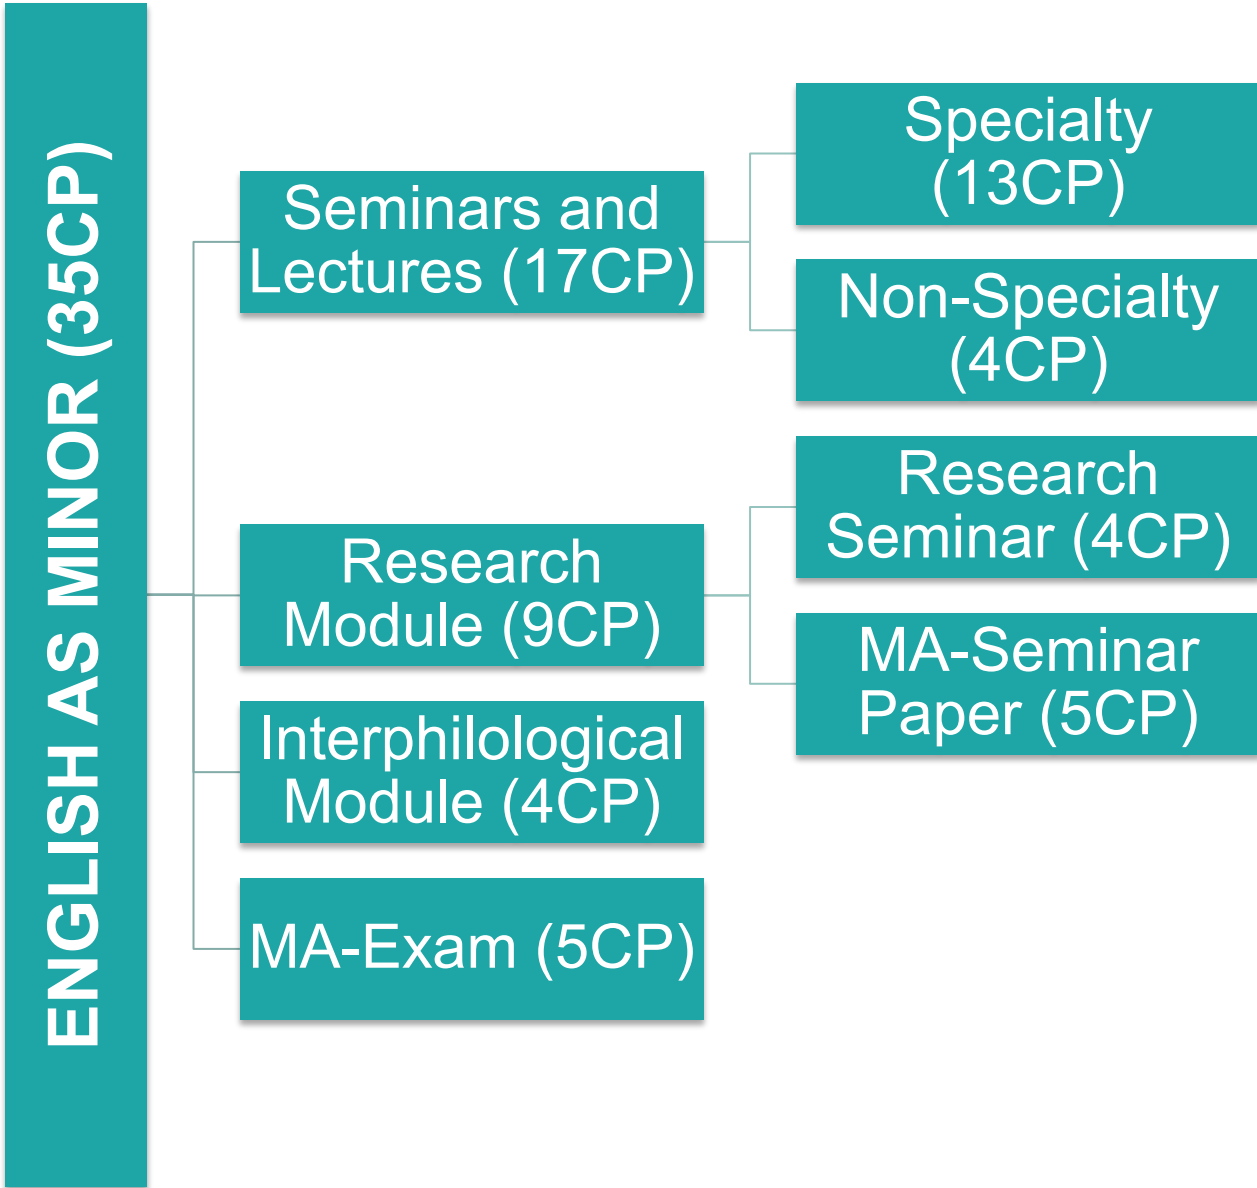 ENGLISH AS MINOR (35CP)
Seminars and
Lectures (17CP)
Specialty
(13CP)
Non-Specialty
(4CP)
Research
Module (9CP)
Research
Seminar (4CP)
MA-Seminar
Paper (5CP)
Interphilological
Module (4CP)
MA-Exam (5CP)